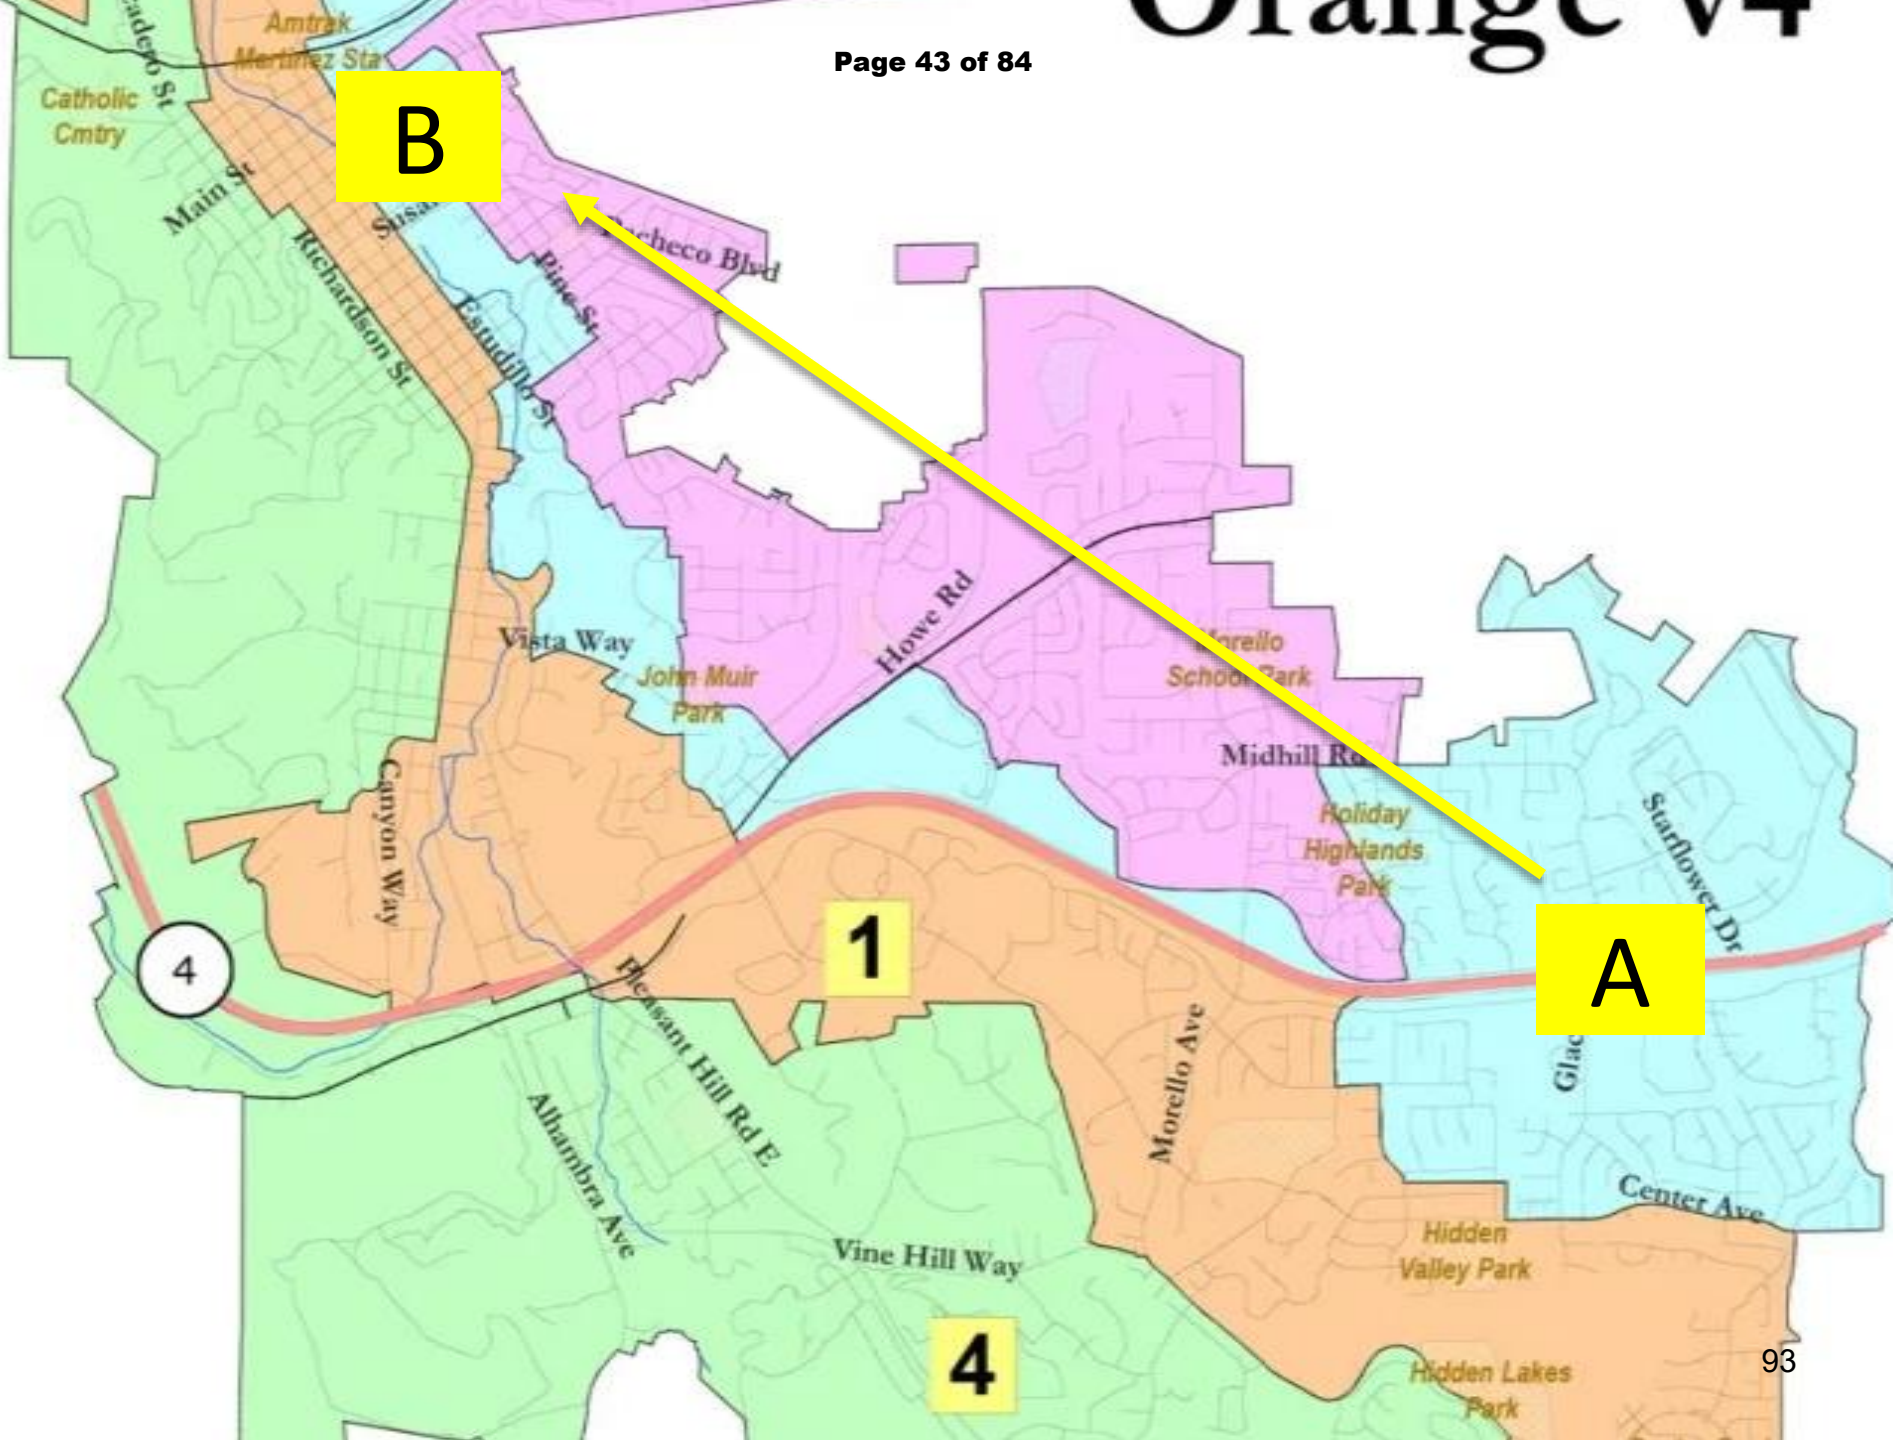 Orange v4
Page 43 of 84
Amtrak
Martinez Sta
Catholic
Cmtry
B
Main St
Richardson St
Pacheco Blvd
Pine St
Estudillo St
Vista Way
John Muir
Park
Howe Rd
Morello
School Park
Midhill Rd
Holiday
Highlands
Park
Starflower Dr
Canyon Way
1
4
A
Pleasant Hill Rd E
Morello Ave
Alhambra Ave
Center Ave
Vine Hill Way
Hidden
Valley Park
4
93
Hidden Lakes
Park